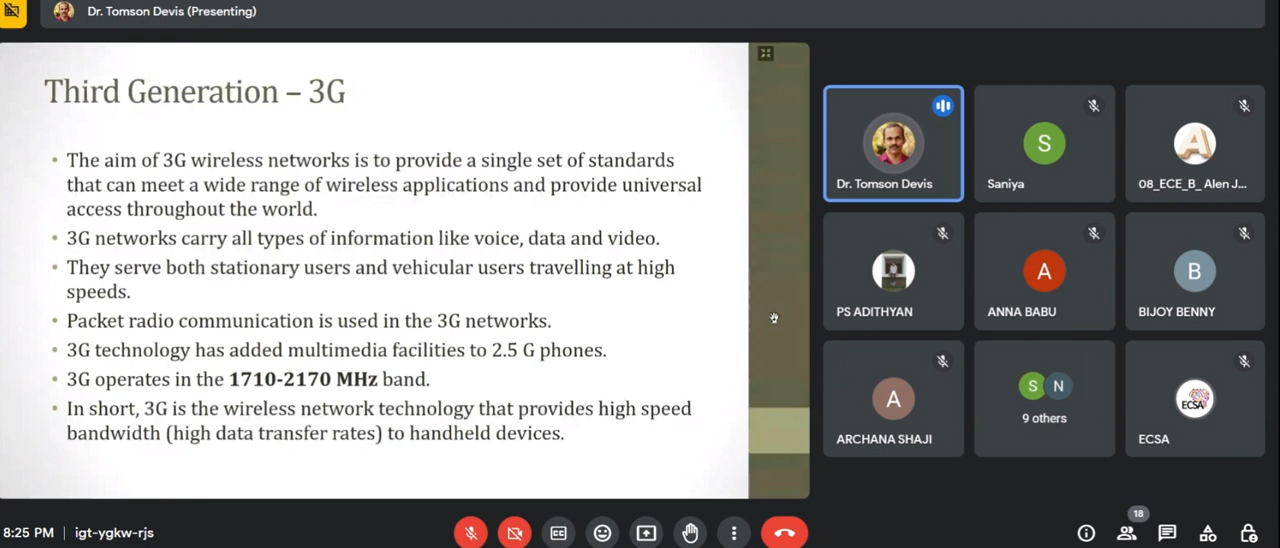 Dr. Tomson Devis (Presenting)
Third Generation – 3G
• The aim of 3G wireless networks is to provide a single set of standards
that can meet a wide range of wireless applications and provide universal
access throughout the world.
• 3G networks carry all types of information like voice, data and video.
• They serve both stationary users and vehicular users travelling at high
speeds.
• Packet radio communication is used in the 3G networks.
• 3G technology has added multimedia facilities to 2.5 G phones.
• 3G operates in the 1710-2170 MHz band.
• In short, 3G is the wireless network technology that provides high speed
bandwidth (high data transfer rates) to handheld devices.
Dr. Tomson Devis
S
Saniya
A
08_ECE_B_ Alen J...
PS ADITHYAN
A
ANNA BABU
B
BIJOY BENNY
A
ARCHANA SHAJI
S N
9 others
ECSA
ECSA
8:25 PM | igt-ygkw-rjs
CC
18